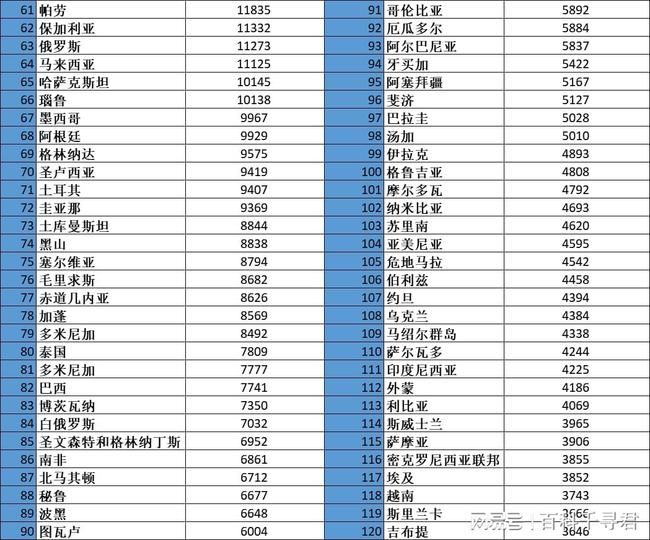 61 帕劳 11835
62 保加利亚 11332
63 俄罗斯 11273
64 马来西亚 11125
65 哈萨克斯坦 10145
66 瑙鲁 10138
67 墨西哥 9967
68 阿根廷 9929
69 格林纳达 9575
70 圣卢西亚 9419
71 土耳其 9407
72 圭亚那 9369
73 土库曼斯坦 8844
74 黑山 8838
75 塞尔维亚 8794
76 毛里求斯 8682
77 赤道几内亚 8626
78 加蓬 8569
79 多米尼加 8492
80 泰国 7809
81 多米尼加 7777
82 巴西 7741
83 博茨瓦纳 7350
84 白俄罗斯 7032
85 圣文森特和格林纳丁斯 6952
86 南非 6861
87 北马其顿 6712
88 秘鲁 6677
89 波黑 6648
90 图瓦卢 6004
91 哥伦比亚 5892
92 厄瓜多尔 5884
93 阿尔巴尼亚 5837
94 牙买加 5422
95 阿塞拜疆 5167
96 斐济 5127
97 巴拉圭 5028
98 汤加 5010
99 伊拉克 4893
100 格鲁吉亚 4808
101 摩尔多瓦 4792
102 纳米比亚 4693
103 苏里南 4620
104 亚美尼亚 4595
105 危地马拉 4542
106 伯利兹 4458
107 约旦 4394
108 乌克兰 4384
109 马绍尔群岛 4338
110 萨尔瓦多 4244
111 印度尼西亚 4225
112 外蒙 4186
113 利比亚 4069
114 斯威士兰 3965
115 萨摩亚 3906
116 密克罗尼西亚联邦 3855
117 埃及 3852
118 越南 3743
119 斯里兰卡 3666
120 吉布提 3646
网易号|百科千寻君